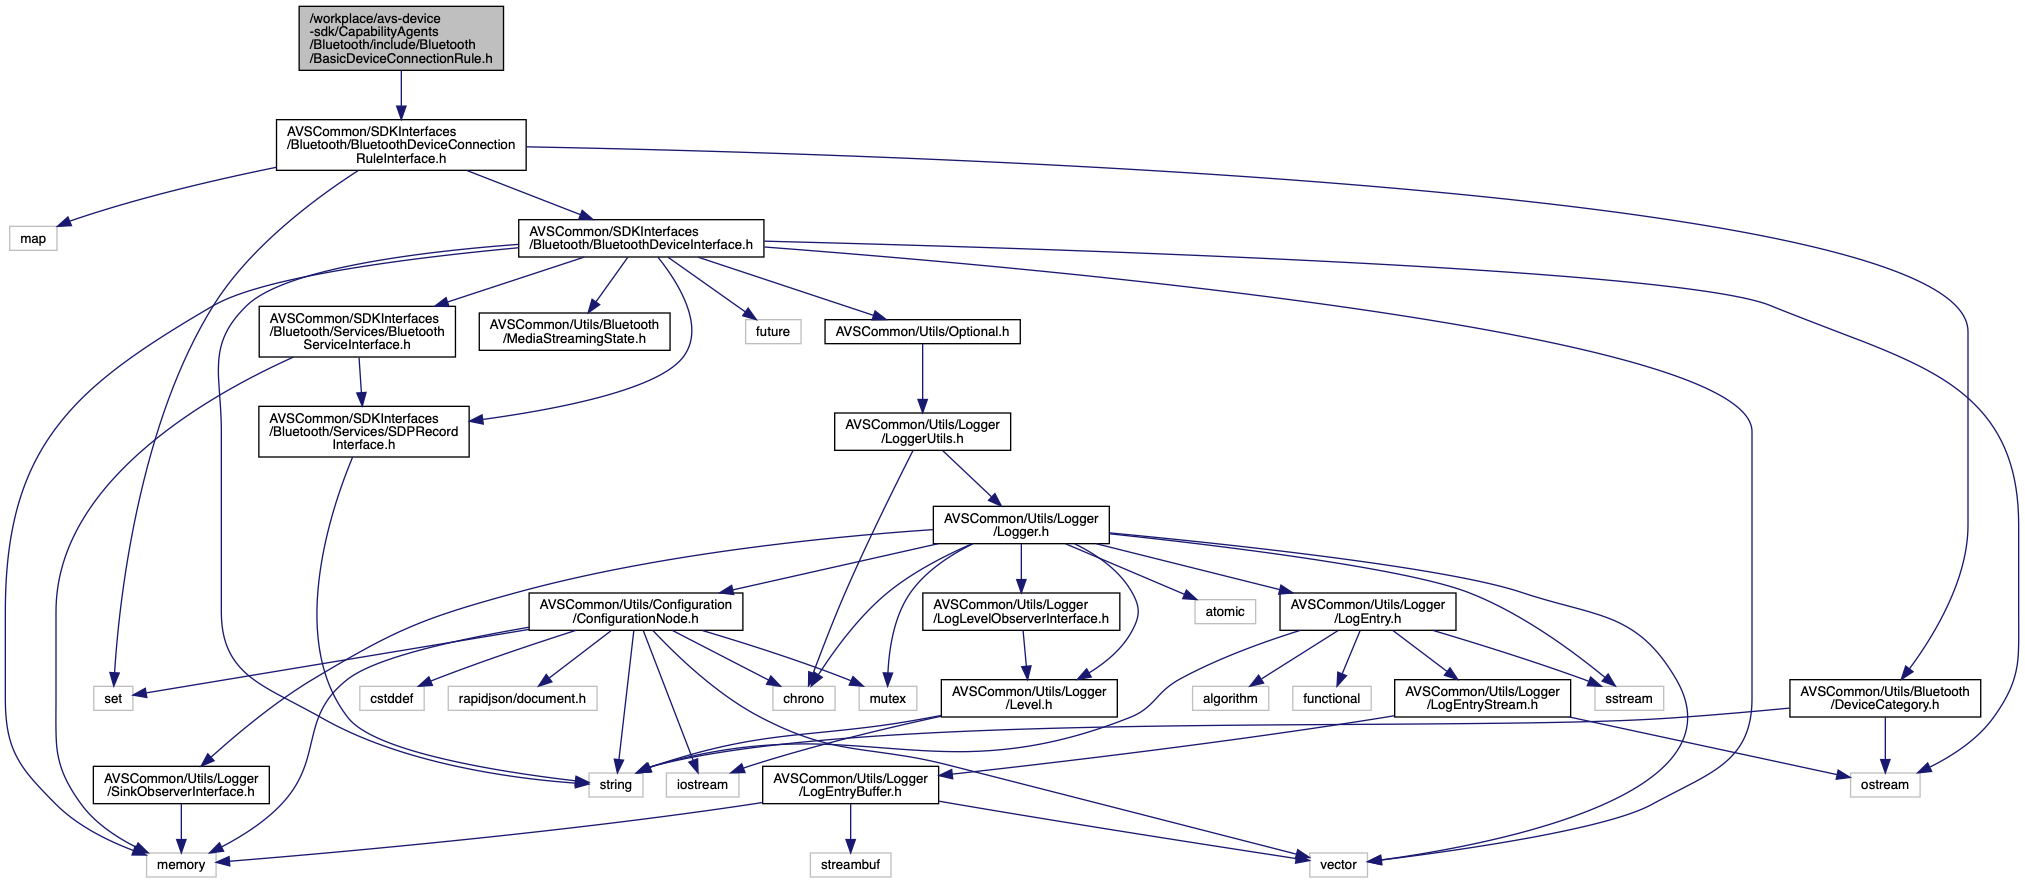 /workplace/avs-device
-sdk/CapabilityAgents
/Bluetooth/include/Bluetooth
/BasicDeviceConnectionRule.h
AVSCommon/SDKInterfaces
/Bluetooth/BluetoothDeviceConnection
RuleInterface.h
map
AVSCommon/SDKInterfaces
/Bluetooth/BluetoothDeviceInterface.h
AVSCommon/SDKInterfaces
/Bluetooth/Services/Bluetooth
ServiceInterface.h
AVSCommon/Utils/Bluetooth
/MediaStreamingState.h
future
AVSCommon/Utils/Optional.h
AVSCommon/SDKInterfaces
/Bluetooth/Services/SDPRecord
Interface.h
AVSCommon/Utils/Logger
/LoggerUtils.h
AVSCommon/Utils/Logger
/Logger.h
AVSCommon/Utils/Configuration
/ConfigurationNode.h
AVSCommon/Utils/Logger
/LogLevelObserverInterface.h
atomic
AVSCommon/Utils/Logger
/LogEntry.h
set
cstddef
rapidjson/document.h
chrono
mutex
AVSCommon/Utils/Logger
/Level.h
algorithm
functional
AVSCommon/Utils/Logger
/LogEntryStream.h
sstream
AVSCommon/Utils/Bluetooth
/DeviceCategory.h
AVSCommon/Utils/Logger
/SinkObserverInterface.h
string
iostream
AVSCommon/Utils/Logger
/LogEntryBuffer.h
ostream
memory
streambuf
vector